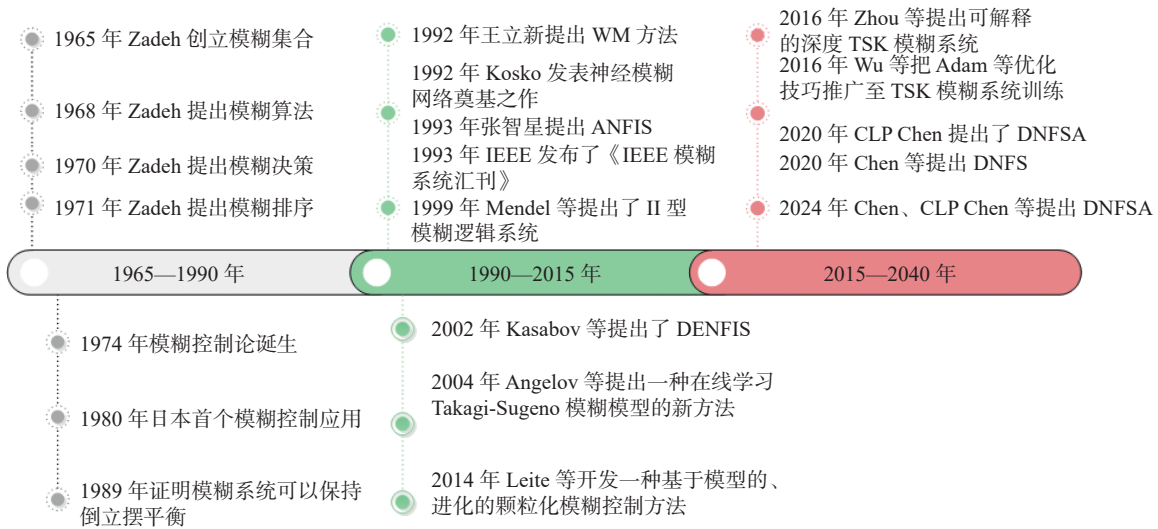 1965 年 Zadeh 创立模糊集合
1968 年 Zadeh 提出模糊算法
1970 年 Zadeh 提出模糊决策
1971 年 Zadeh 提出模糊排序
1992 年王立新提出 WM 方法
1992 年 Kosko 发表神经模糊
网络奠基之作
1993 年张智星提出 ANFIS
1993 年 IEEE 发布了《IEEE 模糊
系统汇刊》
1999 年 Mendel 等提出了 II 型
模糊逻辑系统
2016 年 Zhou 等提出可解释
的深度 TSK 模糊系统
2016 年 Wu 等把 Adam 等优化
技巧推广至 TSK 模糊系统训练
2020 年 CLP Chen 提出了 DNFSA
2020 年 Chen 等提出 DNFS
2024 年 Chen、CLP Chen 等提出 DNFSA
1965—1990 年
1990—2015 年
2015—2040 年
1974 年模糊控制论诞生
1980 年日本首个模糊控制应用
1989 年证明模糊系统可以保持
倒立摆平衡
2002 年 Kasabov 等提出了 DENFIS
2004 年 Angelov 等提出一种在线学习
Takagi-Sugeno 模糊模型的新方法
2014 年 Leite 等开发一种基于模型的、
进化的颗粒化模糊控制方法